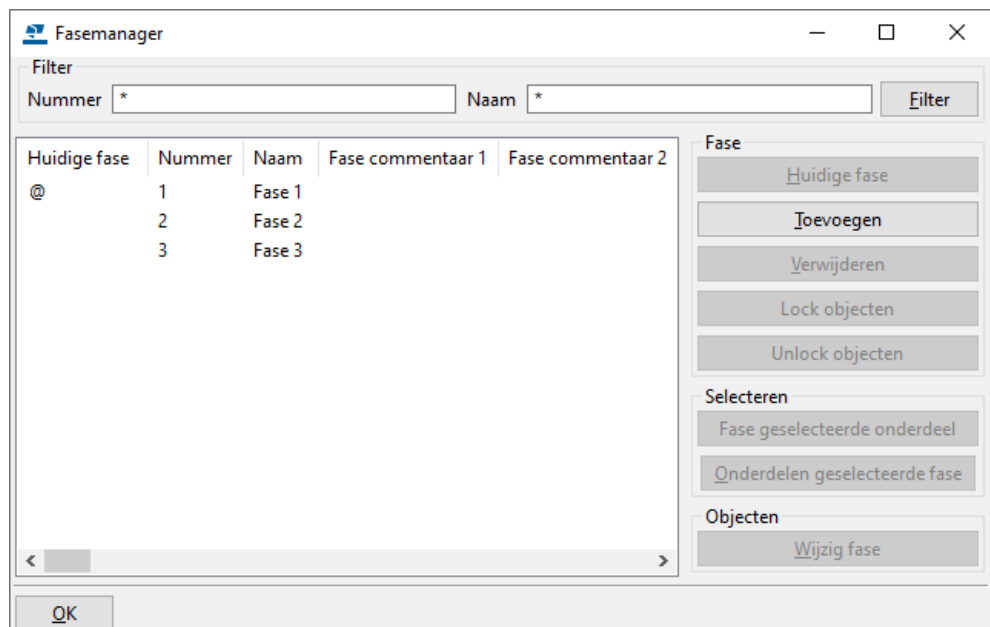 Fasemanager
Filter
Nummer * Naam * Filter
Huidige fase Nummer Naam Fase commentaar 1 Fase commentaar 2
@ 1 Fase 1
2 Fase 2
3 Fase 3
Fase
Huidige fase
Toevoegen
Verwijderen
Lock objecten
Unlock objecten
Selecteren
Fase geselecteerde onderdeel
Onderdelen geselecteerde fase
Objecten
Wijzig fase
OK